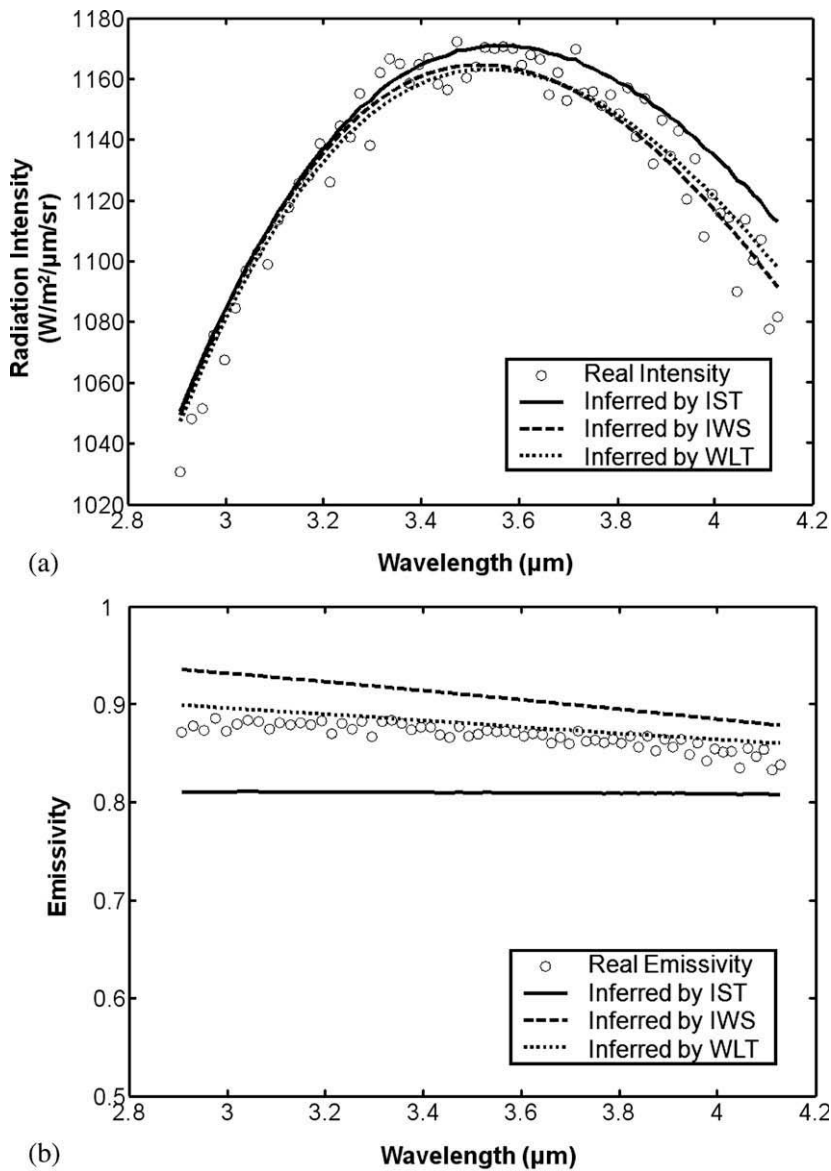 1180
1160
1140
1120
1100
1080
1060
1040
1020
Radiation Intensity
(W/m²/µm/sr)
Real Intensity
Inferred by IST
Inferred by IWS
Inferred by WLT
2.8 3 3.2 3.4 3.6 3.8 4 4.2
Wavelength (µm)
(a)
1
0.9
0.8
0.7
0.6
0.5
Emissivity
Real Emissivity
Inferred by IST
Inferred by IWS
Inferred by WLT
2.8 3 3.2 3.4 3.6 3.8 4 4.2
Wavelength (µm)
(b)